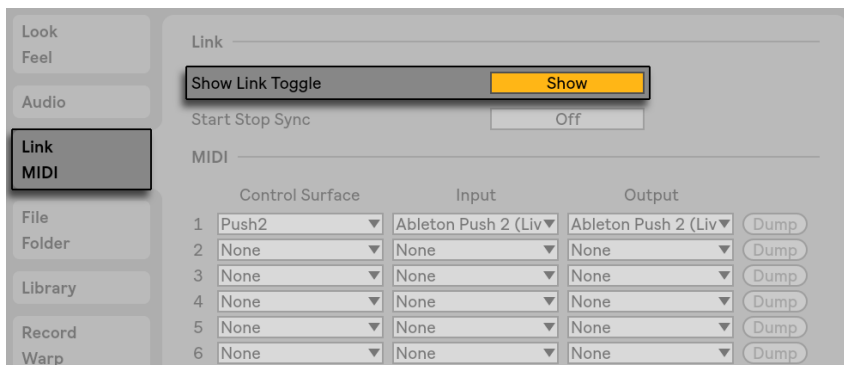 Look
Feel
Audio
Link
MIDI
File
Folder
Library
Record
Warp
Link
Show Link Toggle Show
Start Stop Sync Off
MIDI
Control Surface Input Output
1 Push2 Ableton Push 2 (Liv Ableton Push 2 (Liv Dump
2 None None None Dump
3 None None None Dump
4 None None None Dump
5 None None None Dump
6 None None None Dump